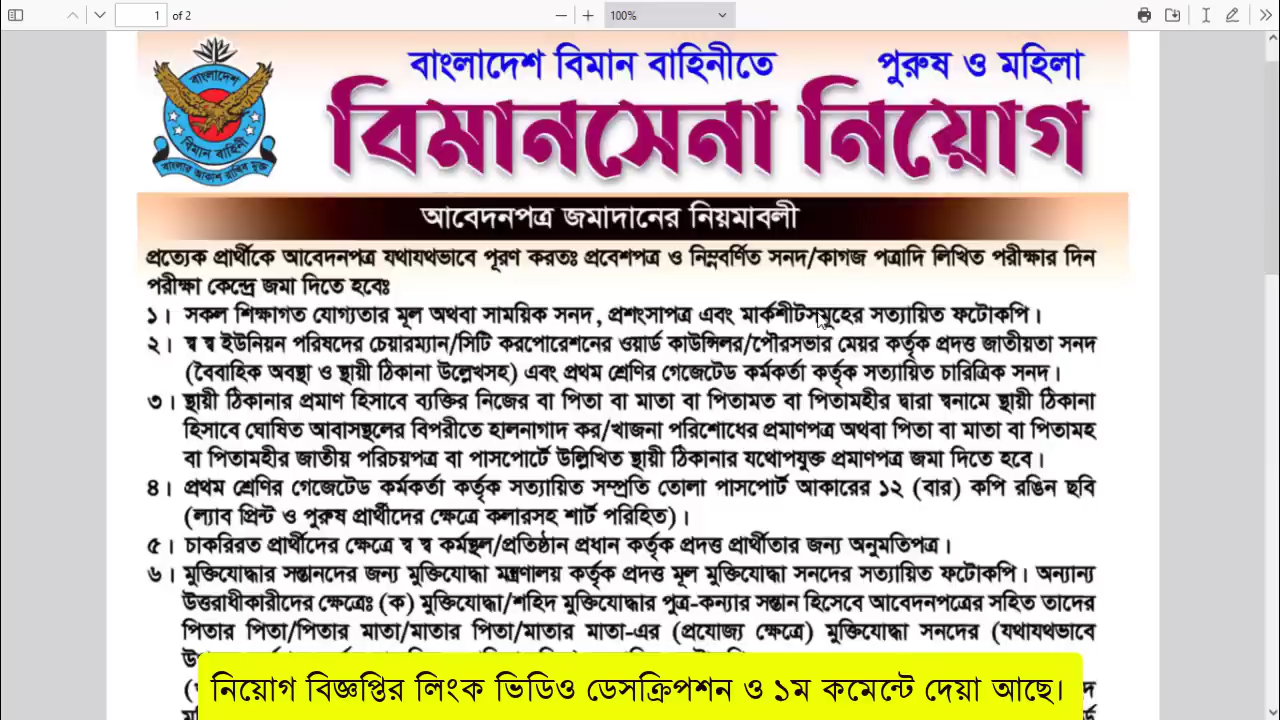 1 of 2 100%
বাংলাদেশ বিমান বাহিনীতে পুরুষ ও মহিলা
বিমানসেনা নিয়োগ
বাংলাদেশ
বিমান বাহিনী
বাংলার আকাশ রাখিব মুক্ত
আবেদনপত্র জমাদানের নিয়মাবলী
প্রত্যেক প্রার্থীকে আবেদনপত্র যথাযথভাবে পূরণ করতঃ প্রবেশপত্র ও নিম্নবর্ণিত সনদ/কাগজ পত্রাদি লিখিত পরীক্ষার দিন
পরীক্ষা কেন্দ্রে জমা দিতে হবেঃ
১। সকল শিক্ষাগত যোগ্যতার মূল অথবা সাময়িক সনদ, প্রশংসাপত্র এবং মার্কশীটসমূহের সত্যায়িত ফটোকপি।
২। স্ব স্ব ইউনিয়ন পরিষদের চেয়ারম্যান/সিটি করপোরেশনের ওয়ার্ড কাউন্সিলর/পৌরসভার মেয়র কর্তৃক প্রদত্ত জাতীয়তা সনদ
(বৈবাহিক অবস্থা ও স্থায়ী ঠিকানা উল্লেখসহ) এবং প্রথম শ্রেণির গেজেটেড কর্মকর্তা কর্তৃক সত্যায়িত চারিত্রিক সনদ।
৩। স্থায়ী ঠিকানার প্রমাণ হিসাবে ব্যক্তির নিজের বা পিতা বা মাতা বা পিতামত বা পিতামহীর দ্বারা স্বনামে স্থায়ী ঠিকানা
হিসাবে ঘোষিত আবাসস্থলের বিপরীতে হালনাগাদ কর/খাজনা পরিশোধের প্রমাণপত্র অথবা পিতা বা মাতা বা পিতামহ
বা পিতামহীর জাতীয় পরিচয়পত্র বা পাসপোর্টে উল্লিখিত স্থায়ী ঠিকানার যথোপযুক্ত প্রমাণপত্র জমা দিতে হবে।
৪। প্রথম শ্রেণির গেজেটেড কর্মকর্তা কর্তৃক সত্যায়িত সম্প্রতি তোলা পাসপোর্ট আকারের ১২ (বার) কপি রঙিন ছবি
(ল্যাব প্রিন্ট ও পুরুষ প্রার্থীদের ক্ষেত্রে কলারসহ শার্ট পরিহিত)।
৫। চাকরিরত প্রার্থীদের ক্ষেত্রে স্ব স্ব কর্মস্থল/প্রতিষ্ঠান প্রধান কর্তৃক প্রদত্ত প্রার্থীতার জন্য অনুমতিপত্র।
৬। মুক্তিযোদ্ধার সন্তানদের জন্য মুক্তিযোদ্ধা মন্ত্রণালয় কর্তৃক প্রদত্ত মূল মুক্তিযোদ্ধা সনদের সত্যায়িত ফটোকপি। অন্যান্য
উত্তরাধীকারীদের ক্ষেত্রেঃ (ক) মুক্তিযোদ্ধা/শহিদ মুক্তিযোদ্ধার পুত্র-কন্যার সন্তান হিসেবে আবেদনপত্রের সহিত তাদের
পিতার পিতা/পিতার মাতা/মাতার পিতা/মাতার মাতা-এর (প্রযোজ্য ক্ষেত্রে) মুক্তিযোদ্ধা সনদের (যথাযথভাবে
নিয়োগ বিজ্ঞপ্তির লিংক ভিডিও ডেসক্রিপশন ও ১ম কমেন্টে দেয়া আছে।